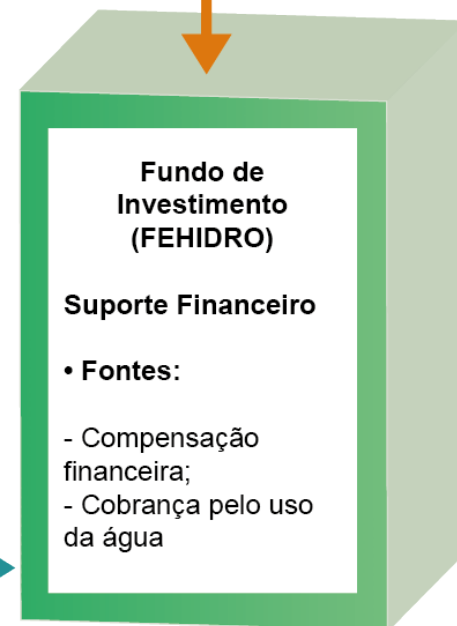 Fundo de
Investimento
(FEHIDRO)
Suporte Financeiro
• Fontes:
- Compensação
financeira;
- Cobrança pelo uso
da água